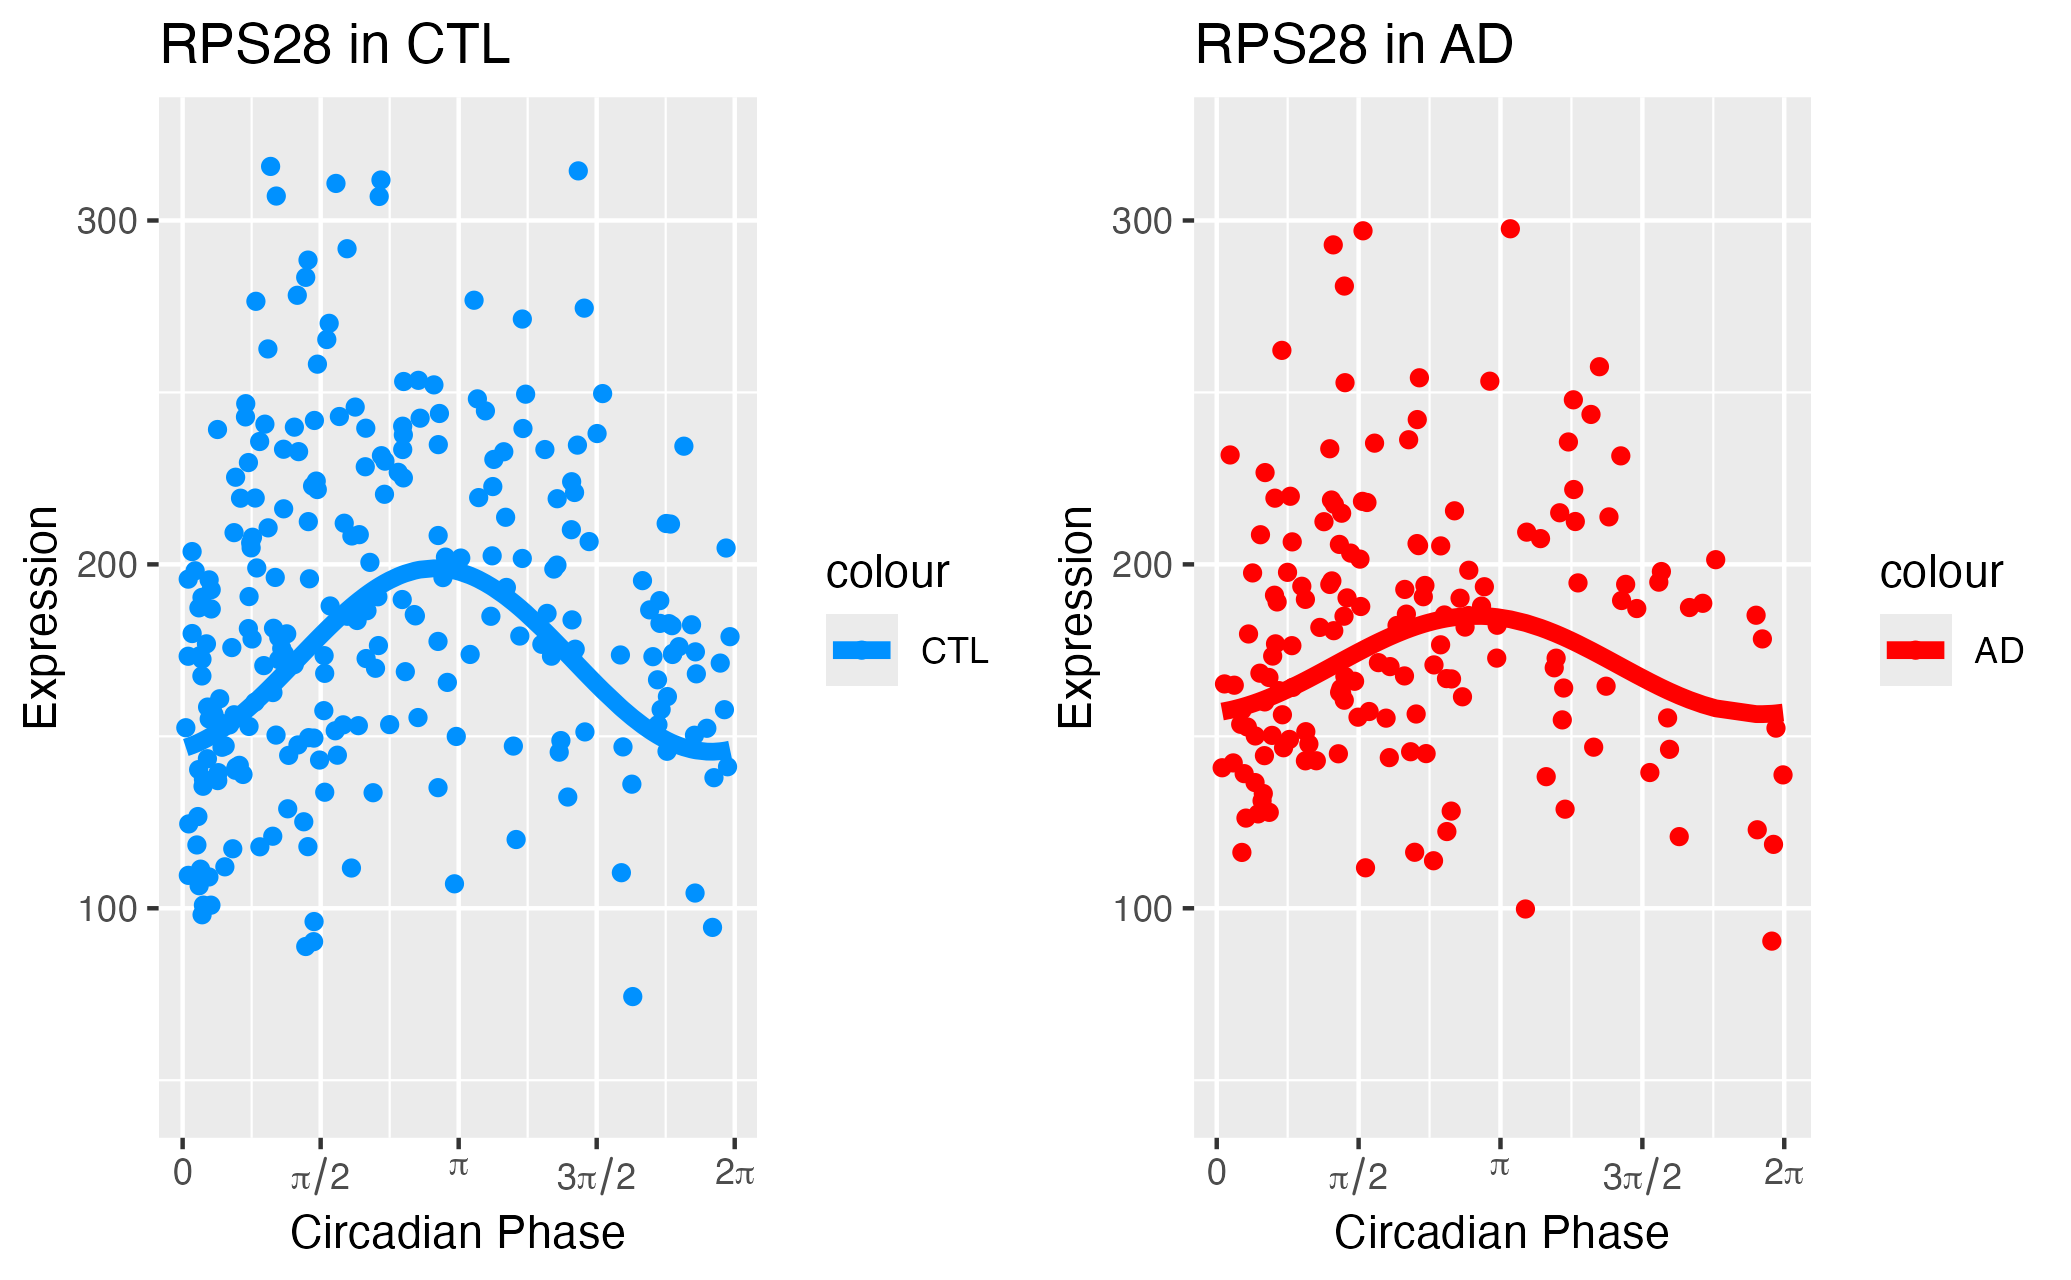 RPS28 in CTL
300
200
100
Expression
0 π/2 π 3π/2 2π
Circadian Phase
colour
CTL
RPS28 in AD
300
200
100
Expression
0 π/2 π 3π/2 2π
Circadian Phase
colour
AD